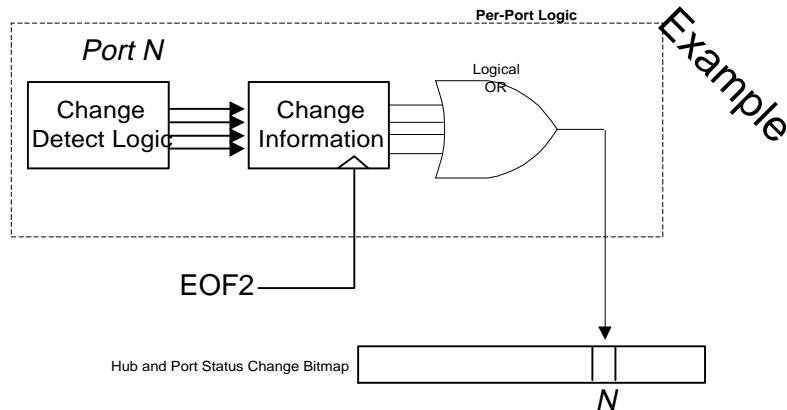 Per-Port Logic
Example
Port N
Change
Detect Logic
Change
Information
Logical
OR
EOF2
Hub and Port Status Change Bitmap
N